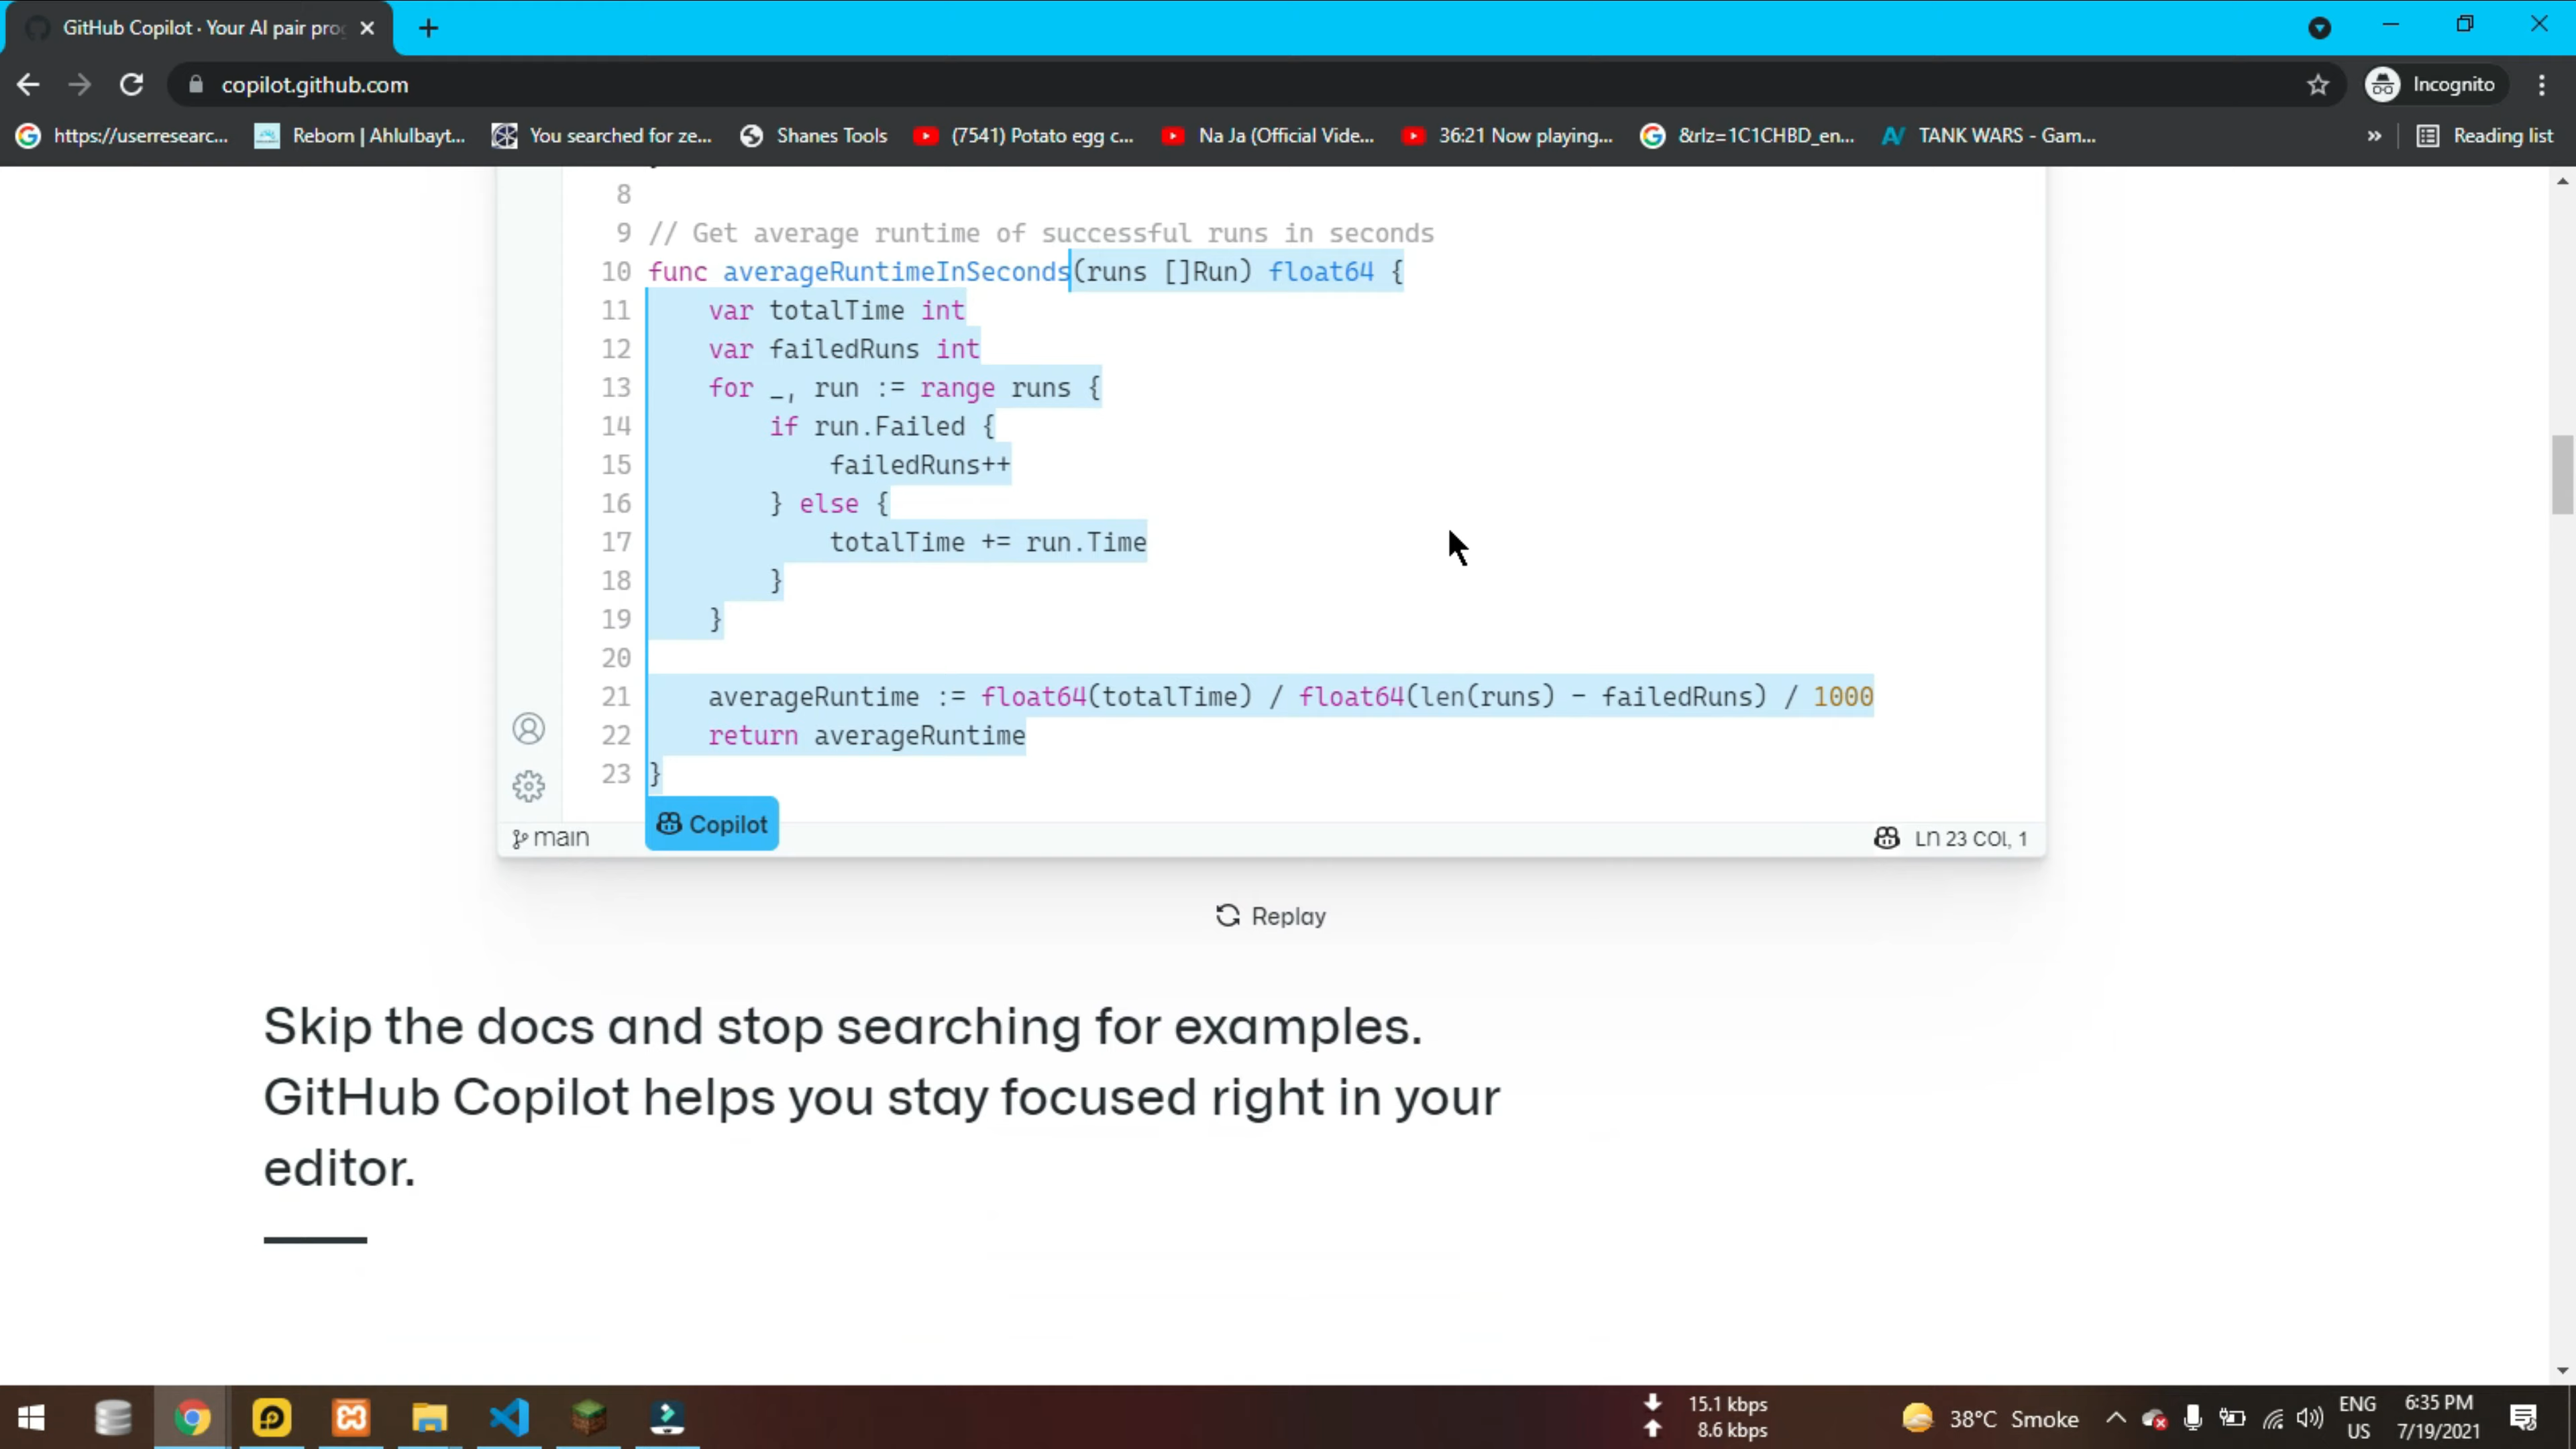 GitHub Copilot · Your AI pair prog
copilot.github.com
Incognito
https://userresearc...
Reborn | Ahlulbayt...
You searched for ze...
Shanes Tools
(7541) Potato egg c...
Na Ja (Official Vide...
36:21 Now playing...
&rlz=1C1CHBD_en...
TANK WARS - Gam...
»
Reading list
8
9 // Get average runtime of successful runs in seconds
10 func averageRuntimeInSeconds(runs []Run) float64 {
11 var totalTime int
12 var failedRuns int
13 for _, run := range runs {
14 if run.Failed {
15 failedRuns++
16 } else {
17 totalTime += run.Time
18 }
19 }
20
21 averageRuntime := float64(totalTime) / float64(len(runs) - failedRuns) / 1000
22 return averageRuntime
23 }
Copilot
main
Ln 23 Col, 1
Replay
Skip the docs and stop searching for examples.
GitHub Copilot helps you stay focused right in your
editor.
15.1 kbps
8.6 kbps
38°C Smoke
ENG
US
6:35 PM
7/19/2021